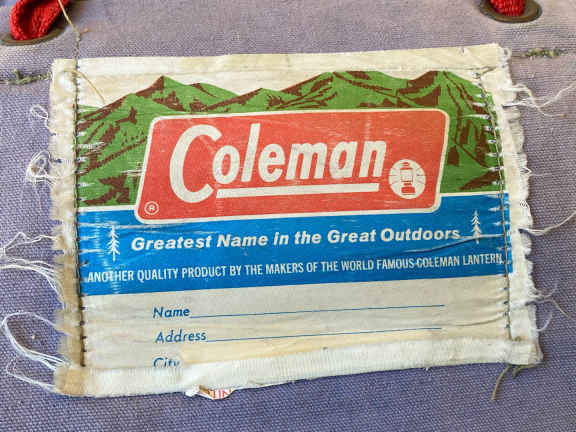 Coleman
®
Greatest Name in the Great Outdoors
ANOTHER QUALITY PRODUCT BY THE MAKERS OF THE WORLD FAMOUS COLEMAN LANTERN
Name
Address
City